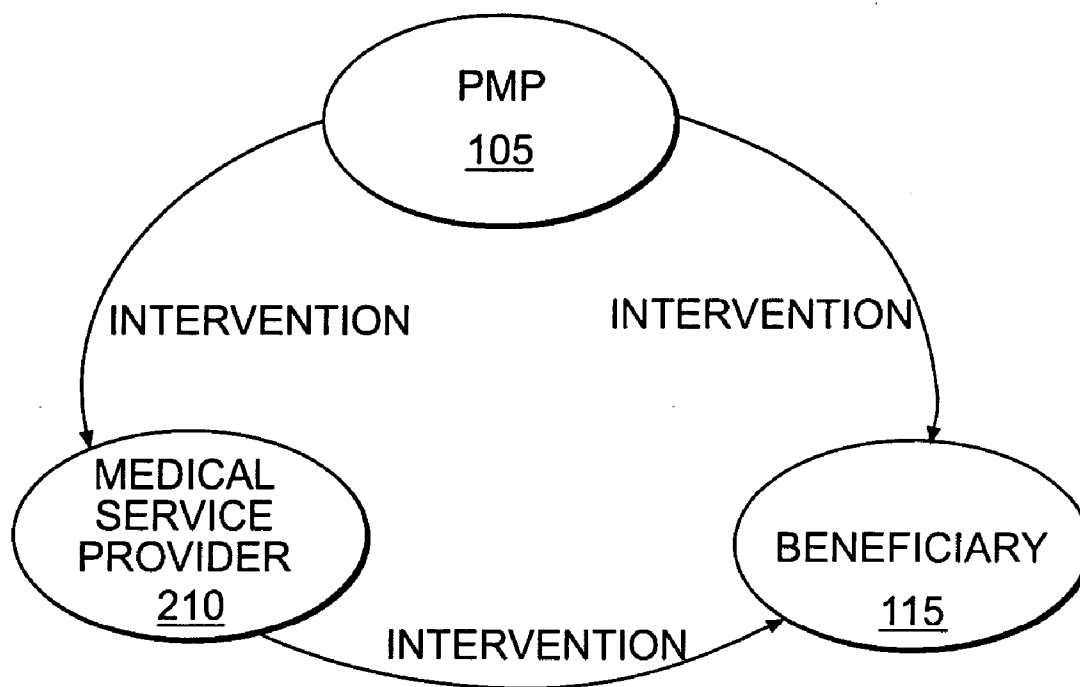 PMP
105
INTERVENTION
INTERVENTION
MEDICAL
SERVICE
PROVIDER
210
BENEFICIARY
115
INTERVENTION